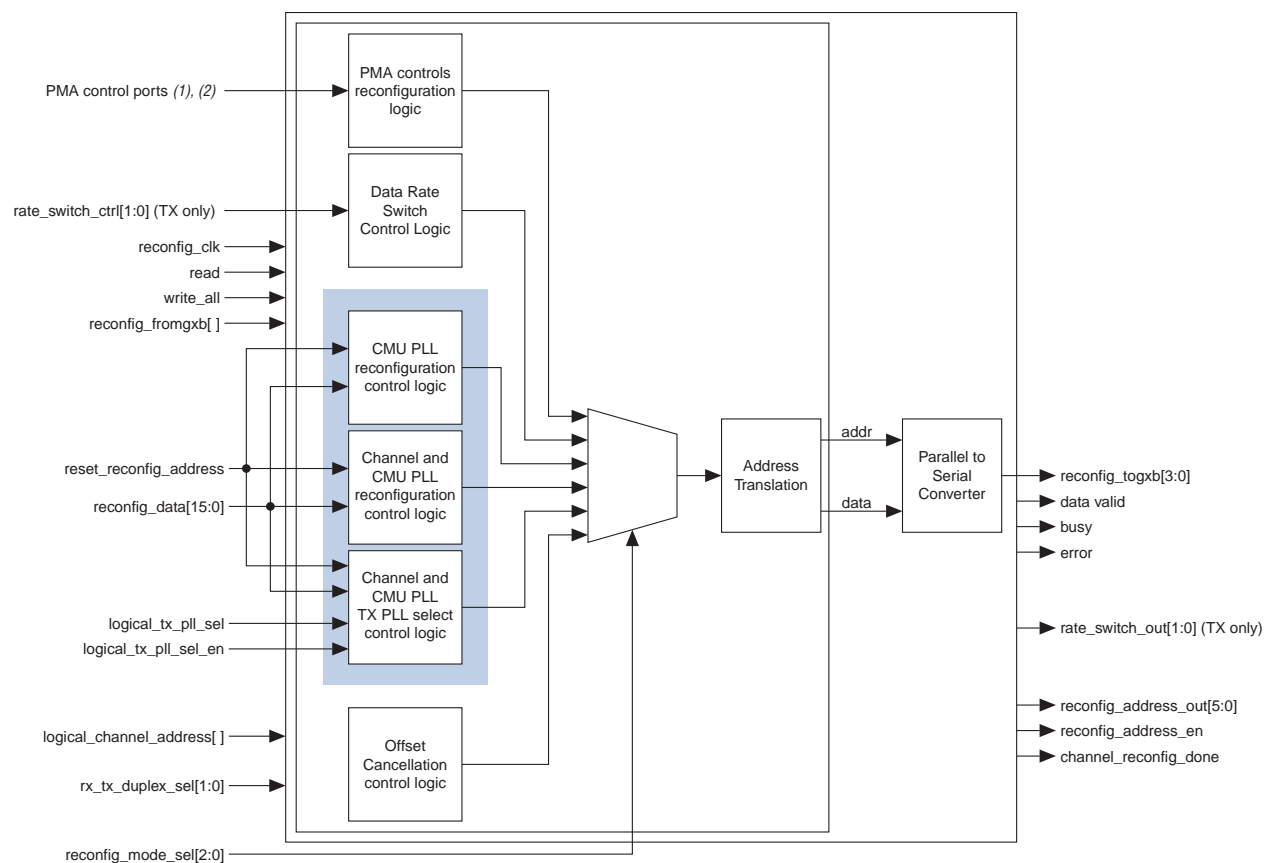 PMA control ports (1), (2)
rate_switch_ctrl[1:0] (TX only)
reconfig_clk
read
write_all
reconfig_fromgxb[ ]
reset_reconfig_address
reconfig_data[15:0]
logical_tx_pll_sel
logical_tx_pll_sel_en
logical_channel_address[ ]
rx_tx_duplex_sel[1:0]
reconfig_mode_sel[2:0]
PMA controls
reconfiguration
logic
Data Rate
Switch
Control Logic
CMU PLL
reconfiguration
control logic
Channel and
CMU PLL
reconfiguration
control logic
Channel and
CMU PLL
TX PLL select
control logic
Offset
Cancellation
control logic
Address
Translation
addr
data
Parallel to
Serial
Converter
reconfig_togxb[3:0]
data valid
busy
error
rate_switch_out[1:0] (TX only)
reconfig_address_out[5:0]
reconfig_address_en
channel_reconfig_done